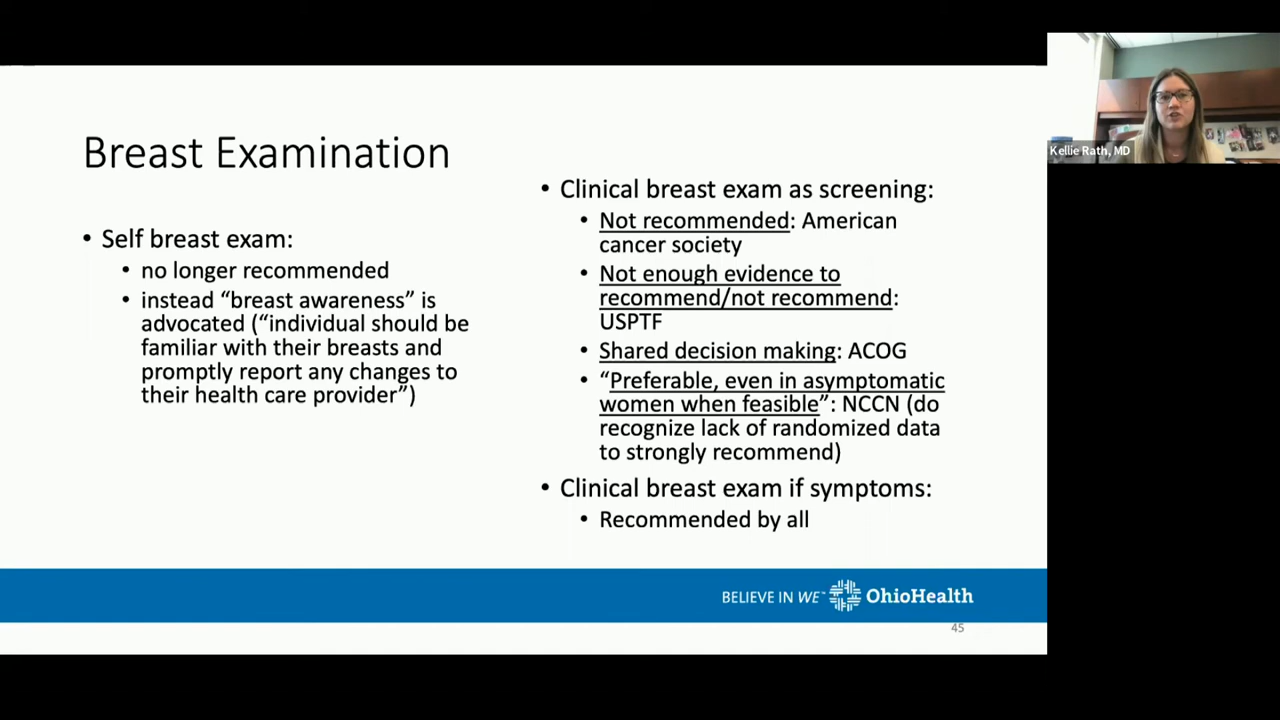 Breast Examination
• Self breast exam:
• no longer recommended
• instead “breast awareness” is
advocated (“individual should be
familiar with their breasts and
promptly report any changes to
their health care provider”)
• Clinical breast exam as screening:
• Not recommended: American
cancer society
• Not enough evidence to
recommend/not recommend:
USPTF
• Shared decision making: ACOG
• “Preferable, even in asymptomatic
women when feasible”: NCCN (do
recognize lack of randomized data
to strongly recommend)
• Clinical breast exam if symptoms:
• Recommended by all
BELIEVE IN WE™ OhioHealth
45
Kellie Rath, MD